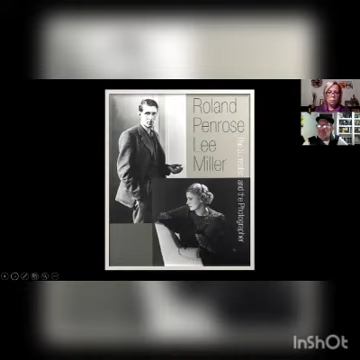 Roland
Penrose
Lee
Miller
and the Photographer
InShOt